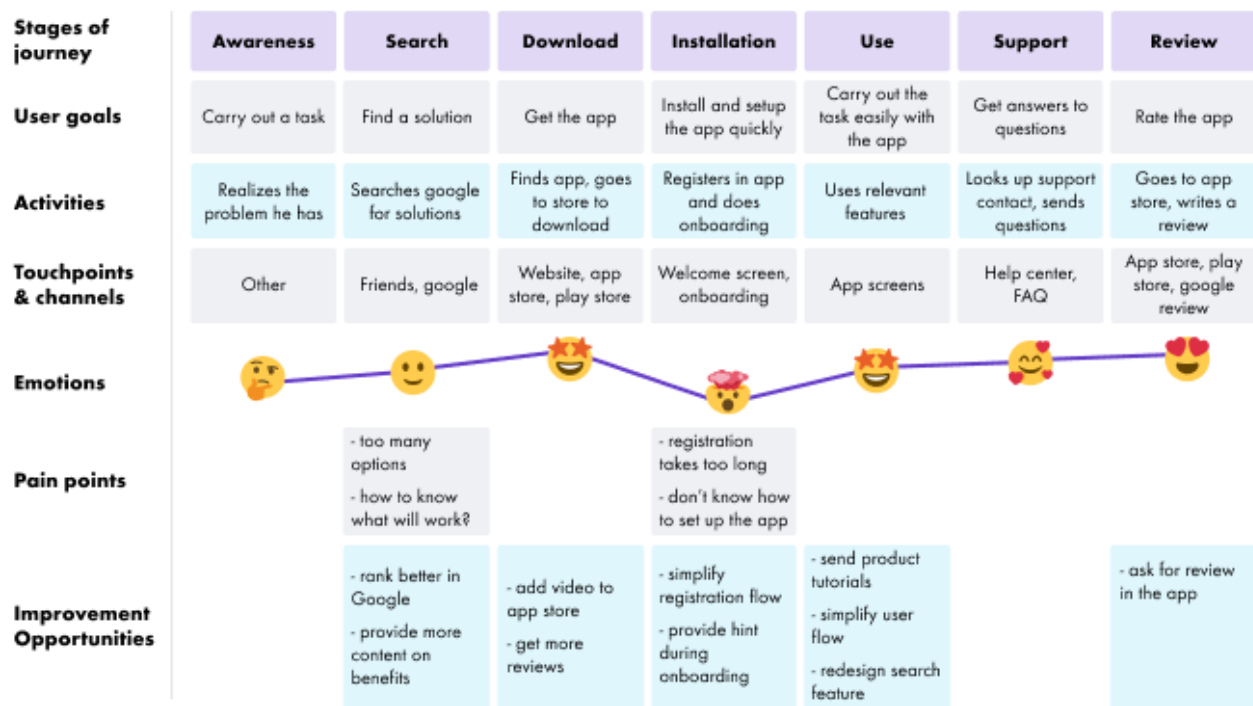 Stages of
journey
Awareness
Search
Download
Installation
Use
Support
Review
User goals
Carry out a task
Find a solution
Get the app
Install and setup
the app quickly
Carry out the
task easily with
the app
Get answers to
questions
Rate the app
Activities
Realizes the
problem he has
Searches google
for solutions
Finds app, goes
to store to
download
Registers in app
and does
onboarding
Uses relevant
features
Looks up support
contact, sends
questions
Goes to app
store, writes a
review
Touchpoints
& channels
Other
Friends, google
Website, app
store, play store
Welcome screen,
onboarding
App screens
Help center,
FAQ
App store, play
store, google
review
Emotions
Pain points
- too many
options
- how to know
what will work?
- registration
takes too long
- don't know how
to set up the app
Improvement
Opportunities
- rank better in
Google
- provide more
content on
benefits
- add video to
app store
- get more
reviews
- simplify
registration flow
- provide hint
during
onboarding
- send product
tutorials
- simplify user
flow
- redesign search
feature
- ask for review
in the app